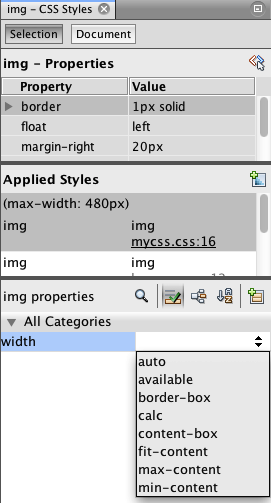 img – CSS Styles
Selection Document
img – Properties
Property Value
border 1px solid
float left
margin-right 20px
Applied Styles
(max-width: 480px)
img img
mycss.css:16
img img
img properties
All Categories
width
auto
available
border-box
calc
content-box
fit-content
max-content
min-content